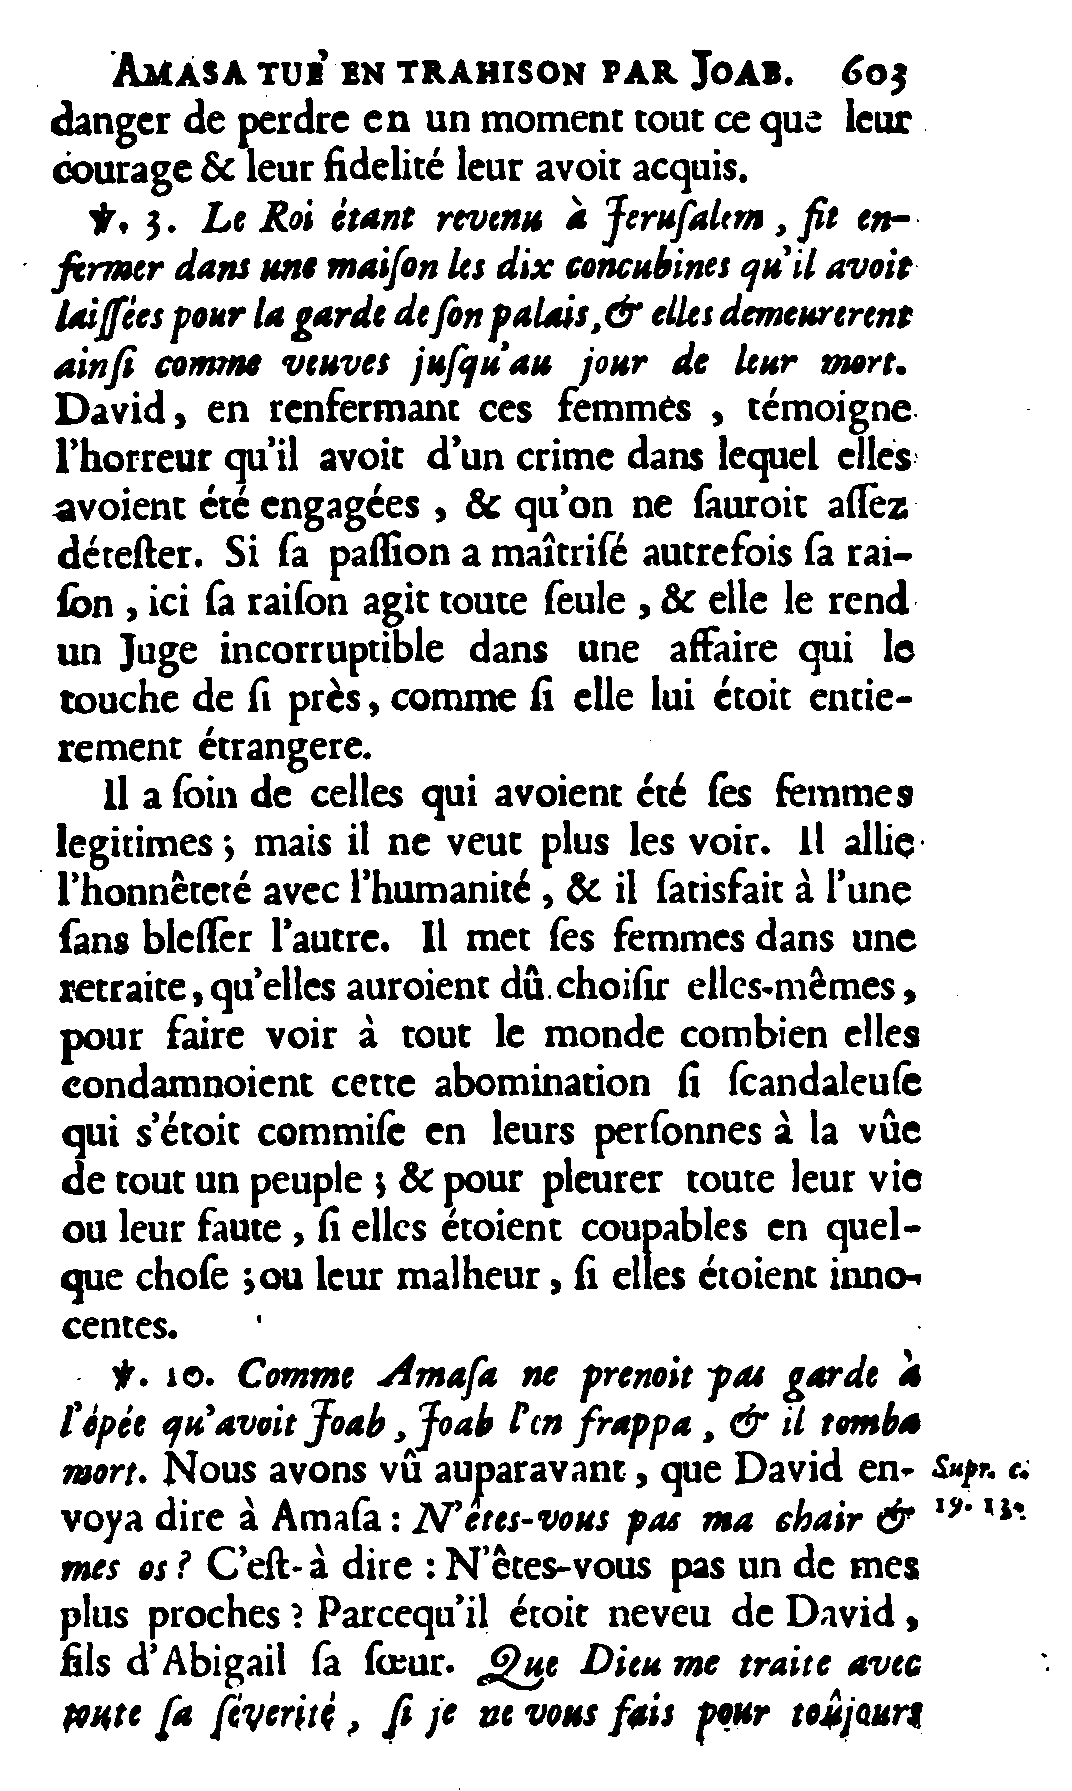 AMASA TUÉ EN TRAHISON PAR JOAB. 603
danger de perdre en un moment tout ce que leur
courage & leur fidelité leur avoit acquis.
℣. 3. Le Roi étant revenu à Jeruſalem, fit en-
fermer dans une maiſon les dix concubines qu'il avoit
laiſſées pour la garde de ſon palais, & elles demeurerent
ainſi comme veuves juſqu'au jour de leur mort.
David, en renfermant ces femmes, témoigne
l'horreur qu'il avoit d'un crime dans lequel elles
avoient été engagées, & qu'on ne ſauroit aſſez
déteſter. Si ſa paſſion a maîtriſé autrefois ſa rai-
ſon, ici ſa raiſon agit toute ſeule, & elle le rend
un Juge incorruptible dans une affaire qui le
touche de ſi près, comme ſi elle lui étoit entie-
rement étrangere.
Il a ſoin de celles qui avoient été ſes femmes
legitimes; mais il ne veut plus les voir. Il allie
l'honnêteté avec l'humanité, & il ſatisfait à l'une
ſans bleſſer l'autre. Il met ſes femmes dans une
retraite, qu'elles auroient dû choiſir elles-mêmes,
pour faire voir à tout le monde combien elles
condamnoient cette abomination ſi ſcandaleuſe
qui s'étoit commiſe en leurs perſonnes à la vûe
de tout un peuple; & pour pleurer toute leur vie
ou leur faute, ſi elles étoient coupables en quel-
que choſe; ou leur malheur, ſi elles étoient inno-
centes.
℣. 10. Comme Amaſa ne prenoit pas garde à
l'épée qu'avoit Joab, Joab l'en frappa, & il tomba
mort. Nous avons vû auparavant, que David en-
voya dire à Amaſa: N'êtes-vous pas ma chair &
mes os? C'eſt-à dire: N'êtes-vous pas un de mes
plus proches? Parcequ'il étoit neveu de David,
fils d'Abigail ſa ſœur. Que Dieu me traite avec
toute ſa ſéverité, ſi je ne vous fais pour toûjours
Supr. c.
19. 13.